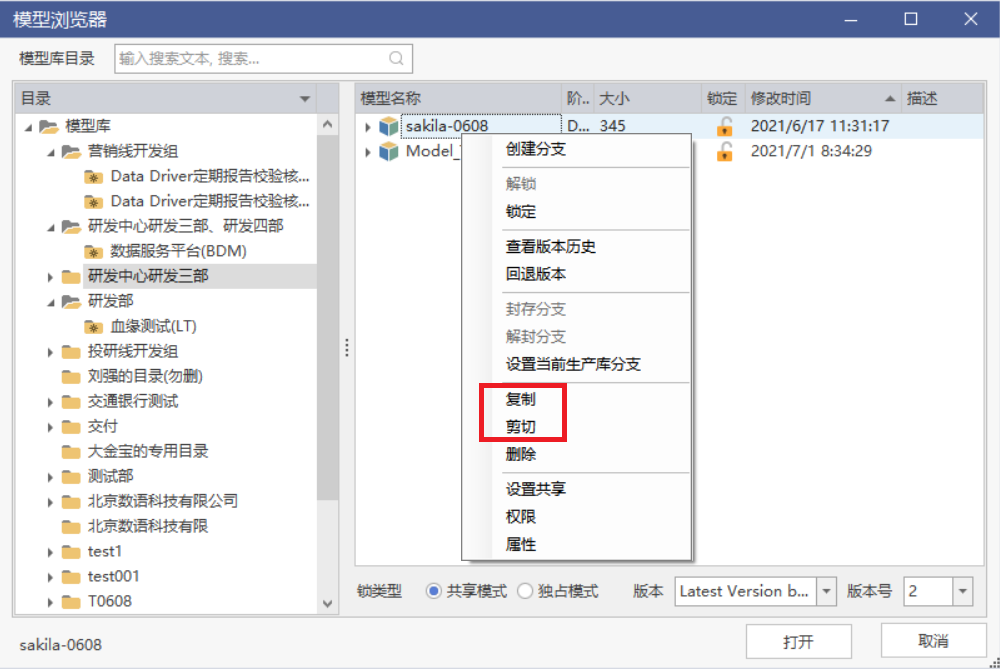 模型浏览器
模型库目录 输入搜索文本, 搜索...
目录
模型库
营销线开发组
Data Driver定期报告校验核...
Data Driver定期报告校验核...
研发中心研发三部、研发四部
数据服务平台(BDM)
研发中心研发三部
研发部
血缘测试(LT)
投研线开发组
刘强的目录(勿删)
交通银行测试
交付
大金宝的专用目录
测试部
北京数语科技有限公司
北京数语科技有限
test1
test001
T0608
模型名称 阶.. 大小 锁定 修改时间 描述
sakila-0608 D... 345 2021/6/17 11:31:17
Model_ 2021/7/1 8:34:29
创建分支
解锁
锁定
查看版本历史
回退版本
封存分支
解封分支
设置当前生产库分支
复制
剪切
删除
设置共享
权限
属性
锁类型 共享模式 独占模式 版本 Latest Version b... 版本号 2
sakila-0608 打开 取消